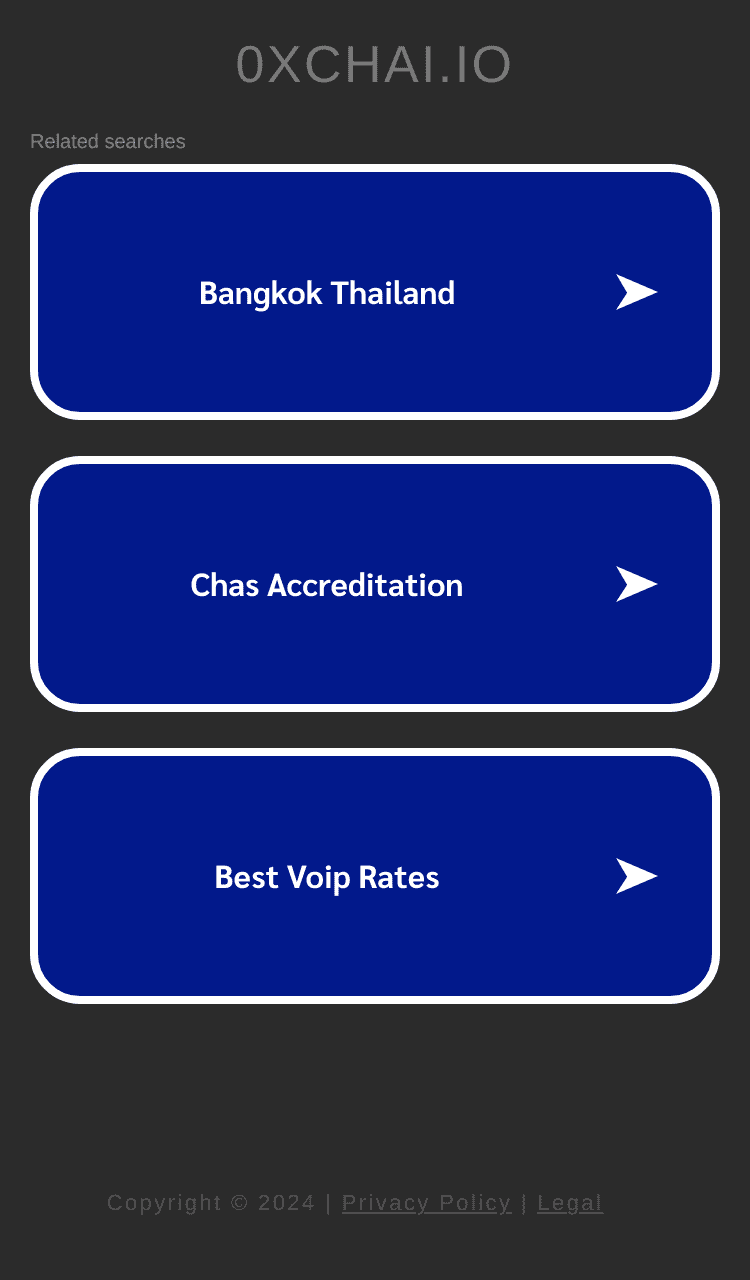 0XCHAI.IO
Related searches
Bangkok Thailand
Chas Accreditation
Best Voip Rates
Copyright © 2024 | Privacy Policy | Legal